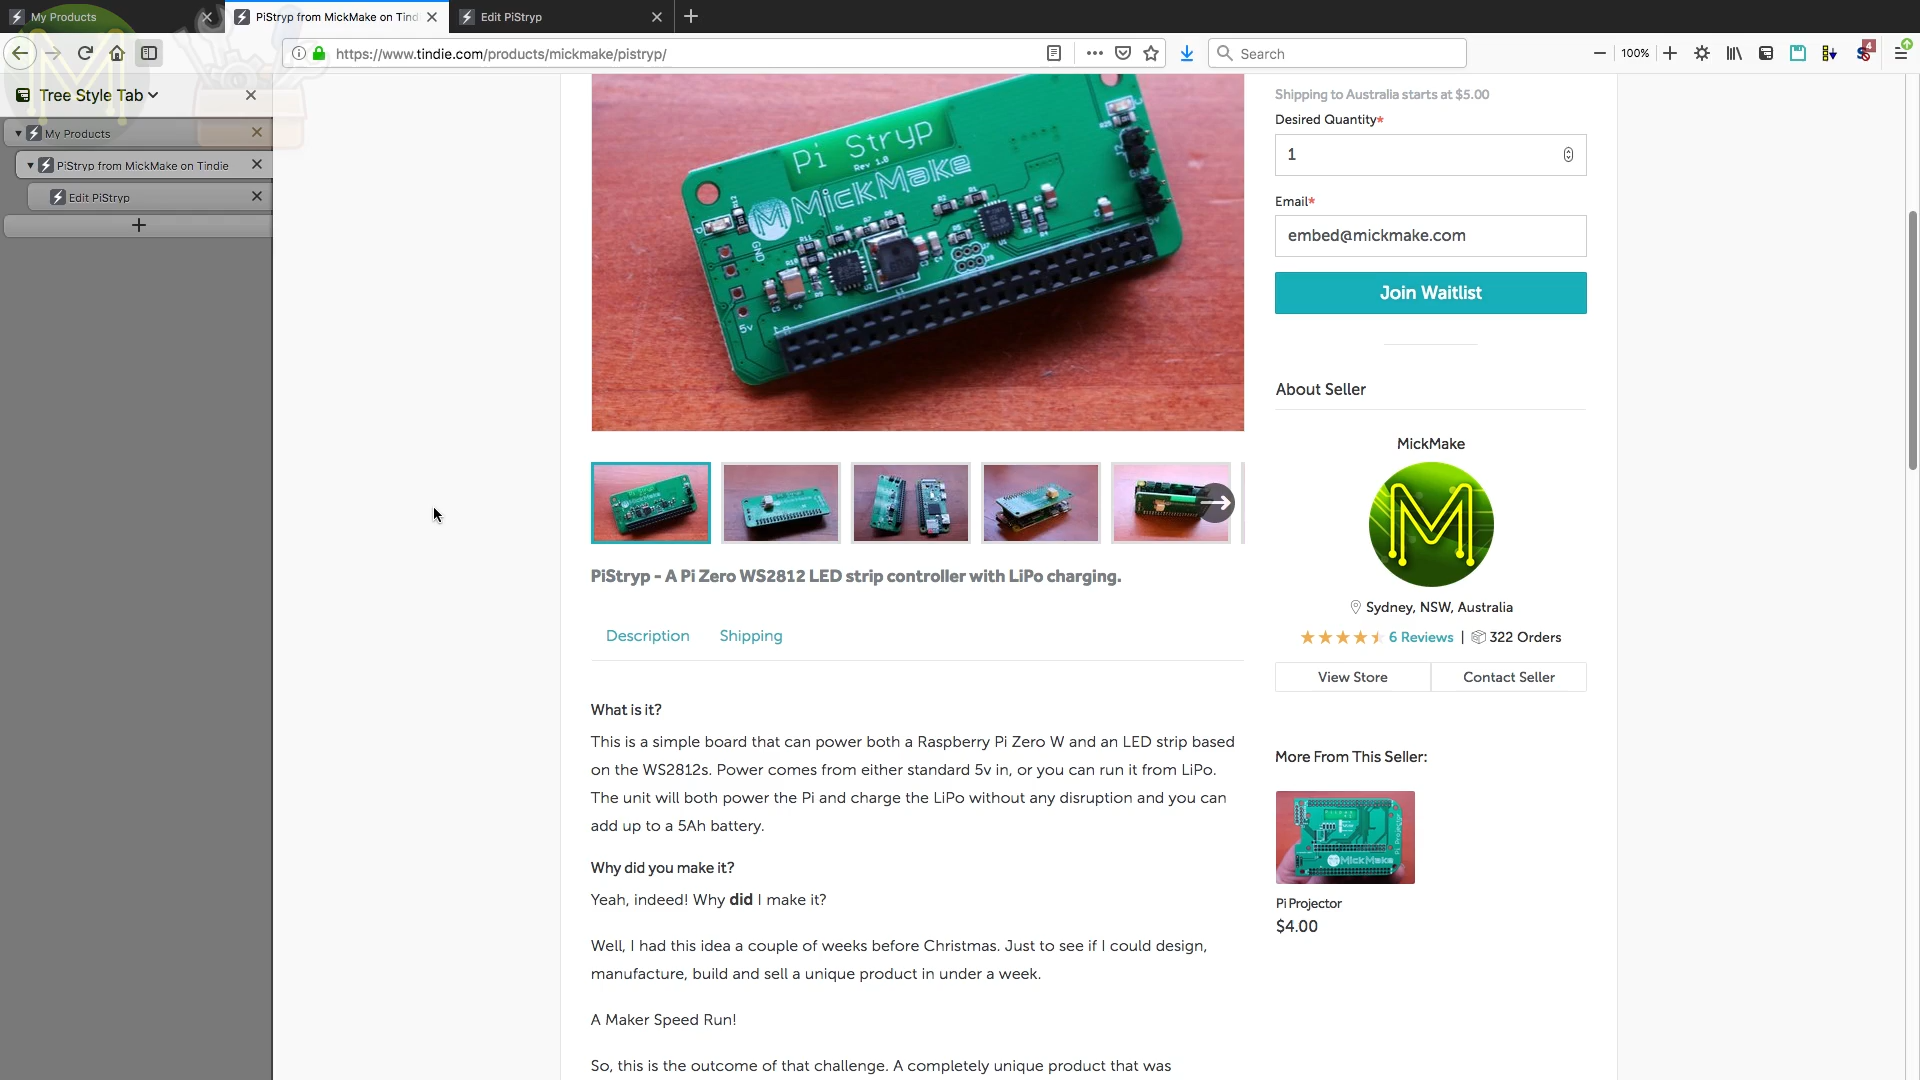 My Products
PiStryp from MickMake on Tindi
Edit PiStryp
https://www.tindie.com/products/mickmake/pistryp/
Search
100%
4
Tree Style Tab
My Products
PiStryp from MickMake on Tindie
Edit PiStryp
Shipping to Australia starts at $5.00
Desired Quantity*
1
Email*
embed@mickmake.com
Join Waitlist
Pi Stryp
Rev 1.0
MickMake
GND
5v
About Seller
MickMake
Sydney, NSW, Australia
6 Reviews | 322 Orders
View Store
Contact Seller
PiStryp - A Pi Zero WS2812 LED strip controller with LiPo charging.
Description
Shipping
What is it?
This is a simple board that can power both a Raspberry Pi Zero W and an LED strip based
on the WS2812s. Power comes from either standard 5v in, or you can run it from LiPo.
The unit will both power the Pi and charge the LiPo without any disruption and you can
add up to a 5Ah battery.
Why did you make it?
Yeah, indeed! Why did I make it?
Well, I had this idea a couple of weeks before Christmas. Just to see if I could design,
manufacture, build and sell a unique product in under a week.
A Maker Speed Run!
So, this is the outcome of that challenge. A completely unique product that was
More From This Seller:
MickMake
Pi Projector
Pi Projector
$4.00